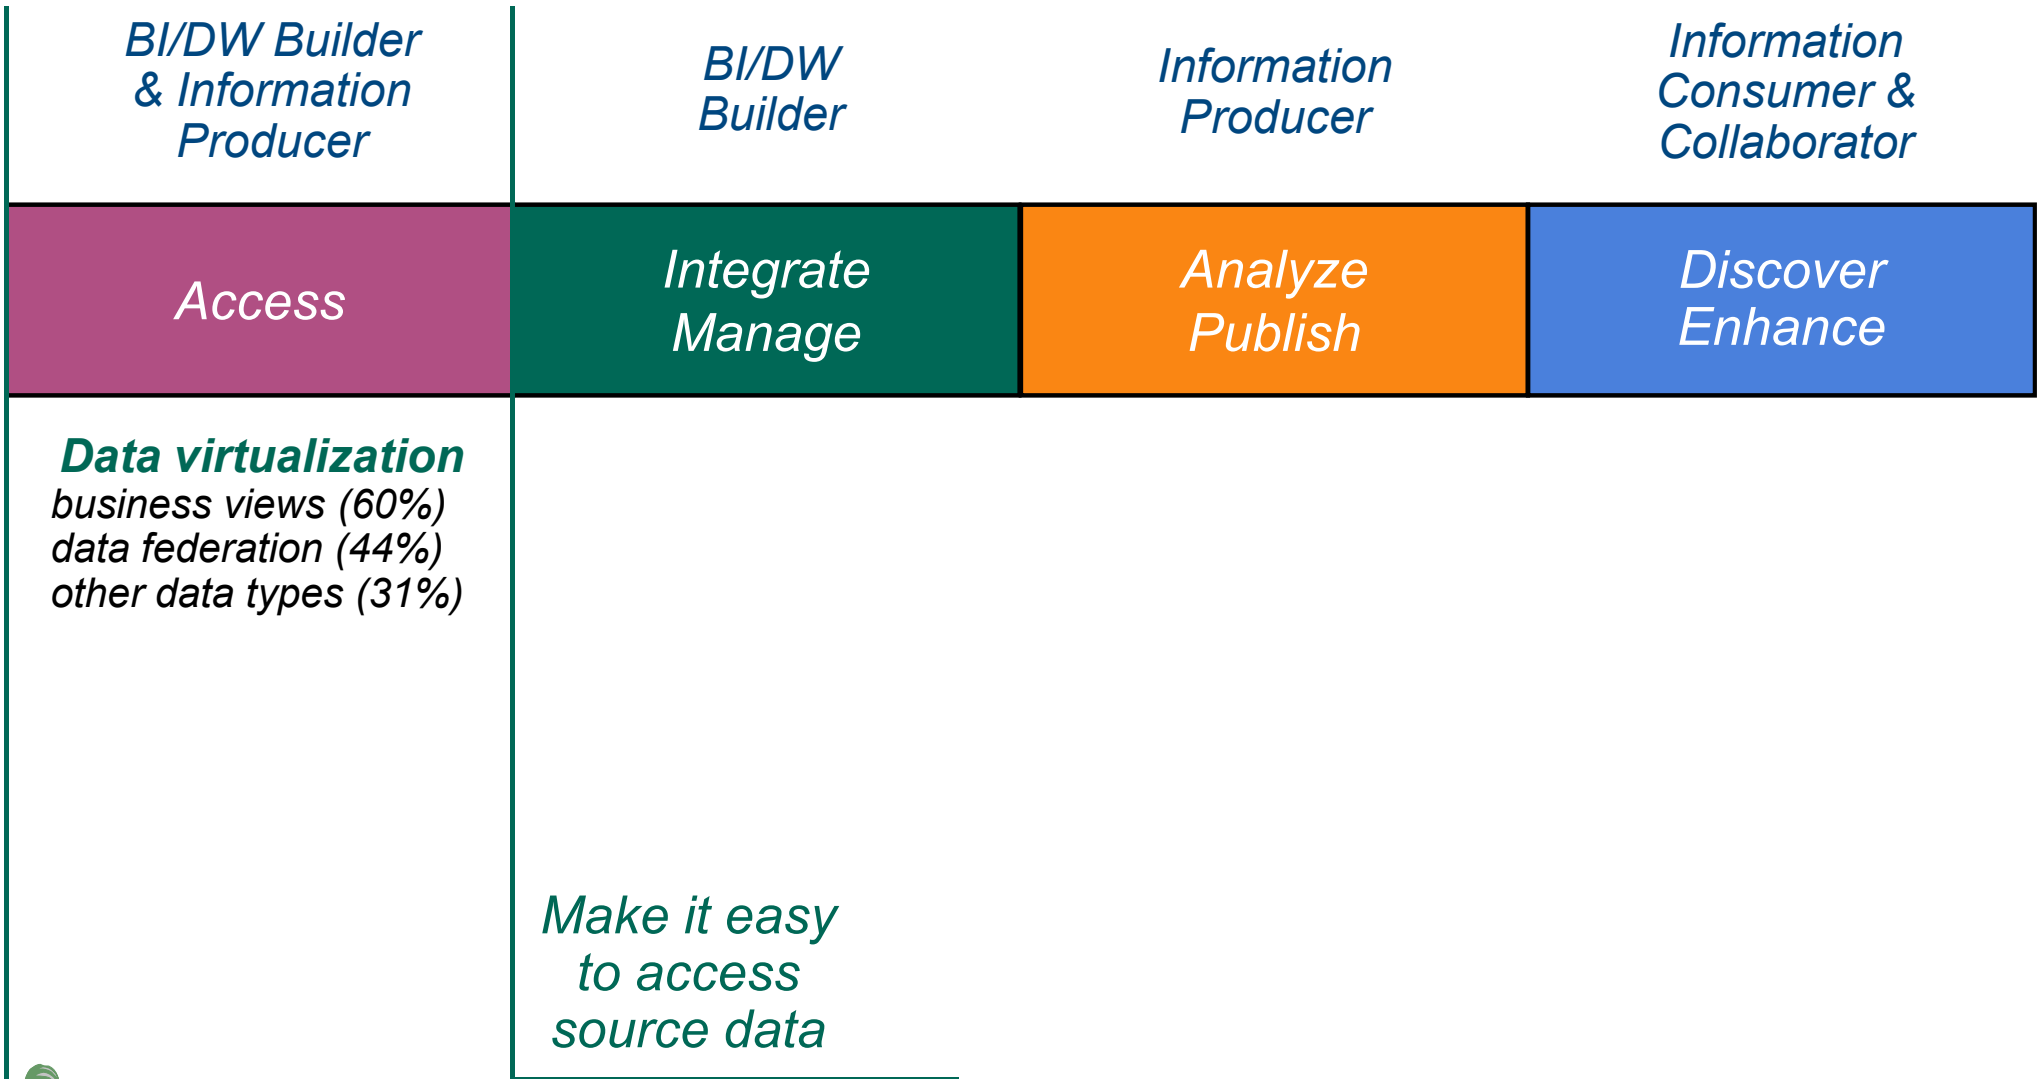 BI/DW Builder
& Information
Producer
BI/DW
Builder
Information
Producer
Information
Consumer &
Collaborator
Access
Integrate
Manage
Analyze
Publish
Discover
Enhance
Data virtualization
business views (60%)
data federation (44%)
other data types (31%)
Make it easy
to access
source data